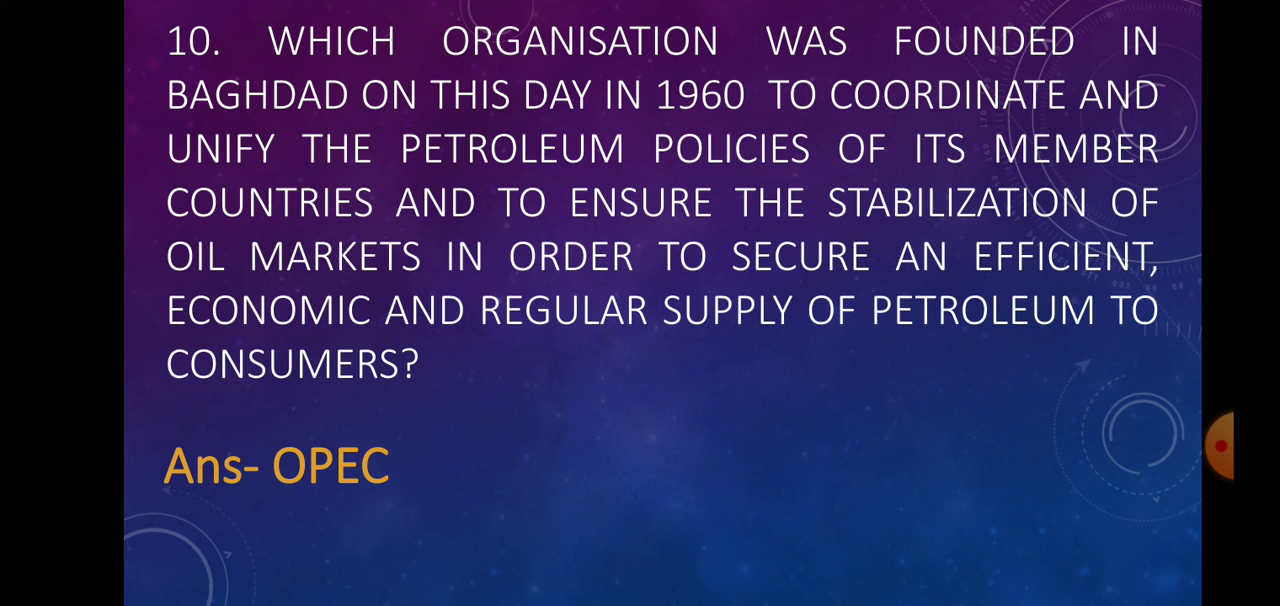 10. WHICH ORGANISATION WAS FOUNDED IN
BAGHDAD ON THIS DAY IN 1960 TO COORDINATE AND
UNIFY THE PETROLEUM POLICIES OF ITS MEMBER
COUNTRIES AND TO ENSURE THE STABILIZATION OF
OIL MARKETS IN ORDER TO SECURE AN EFFICIENT,
ECONOMIC AND REGULAR SUPPLY OF PETROLEUM TO
CONSUMERS?
Ans- OPEC